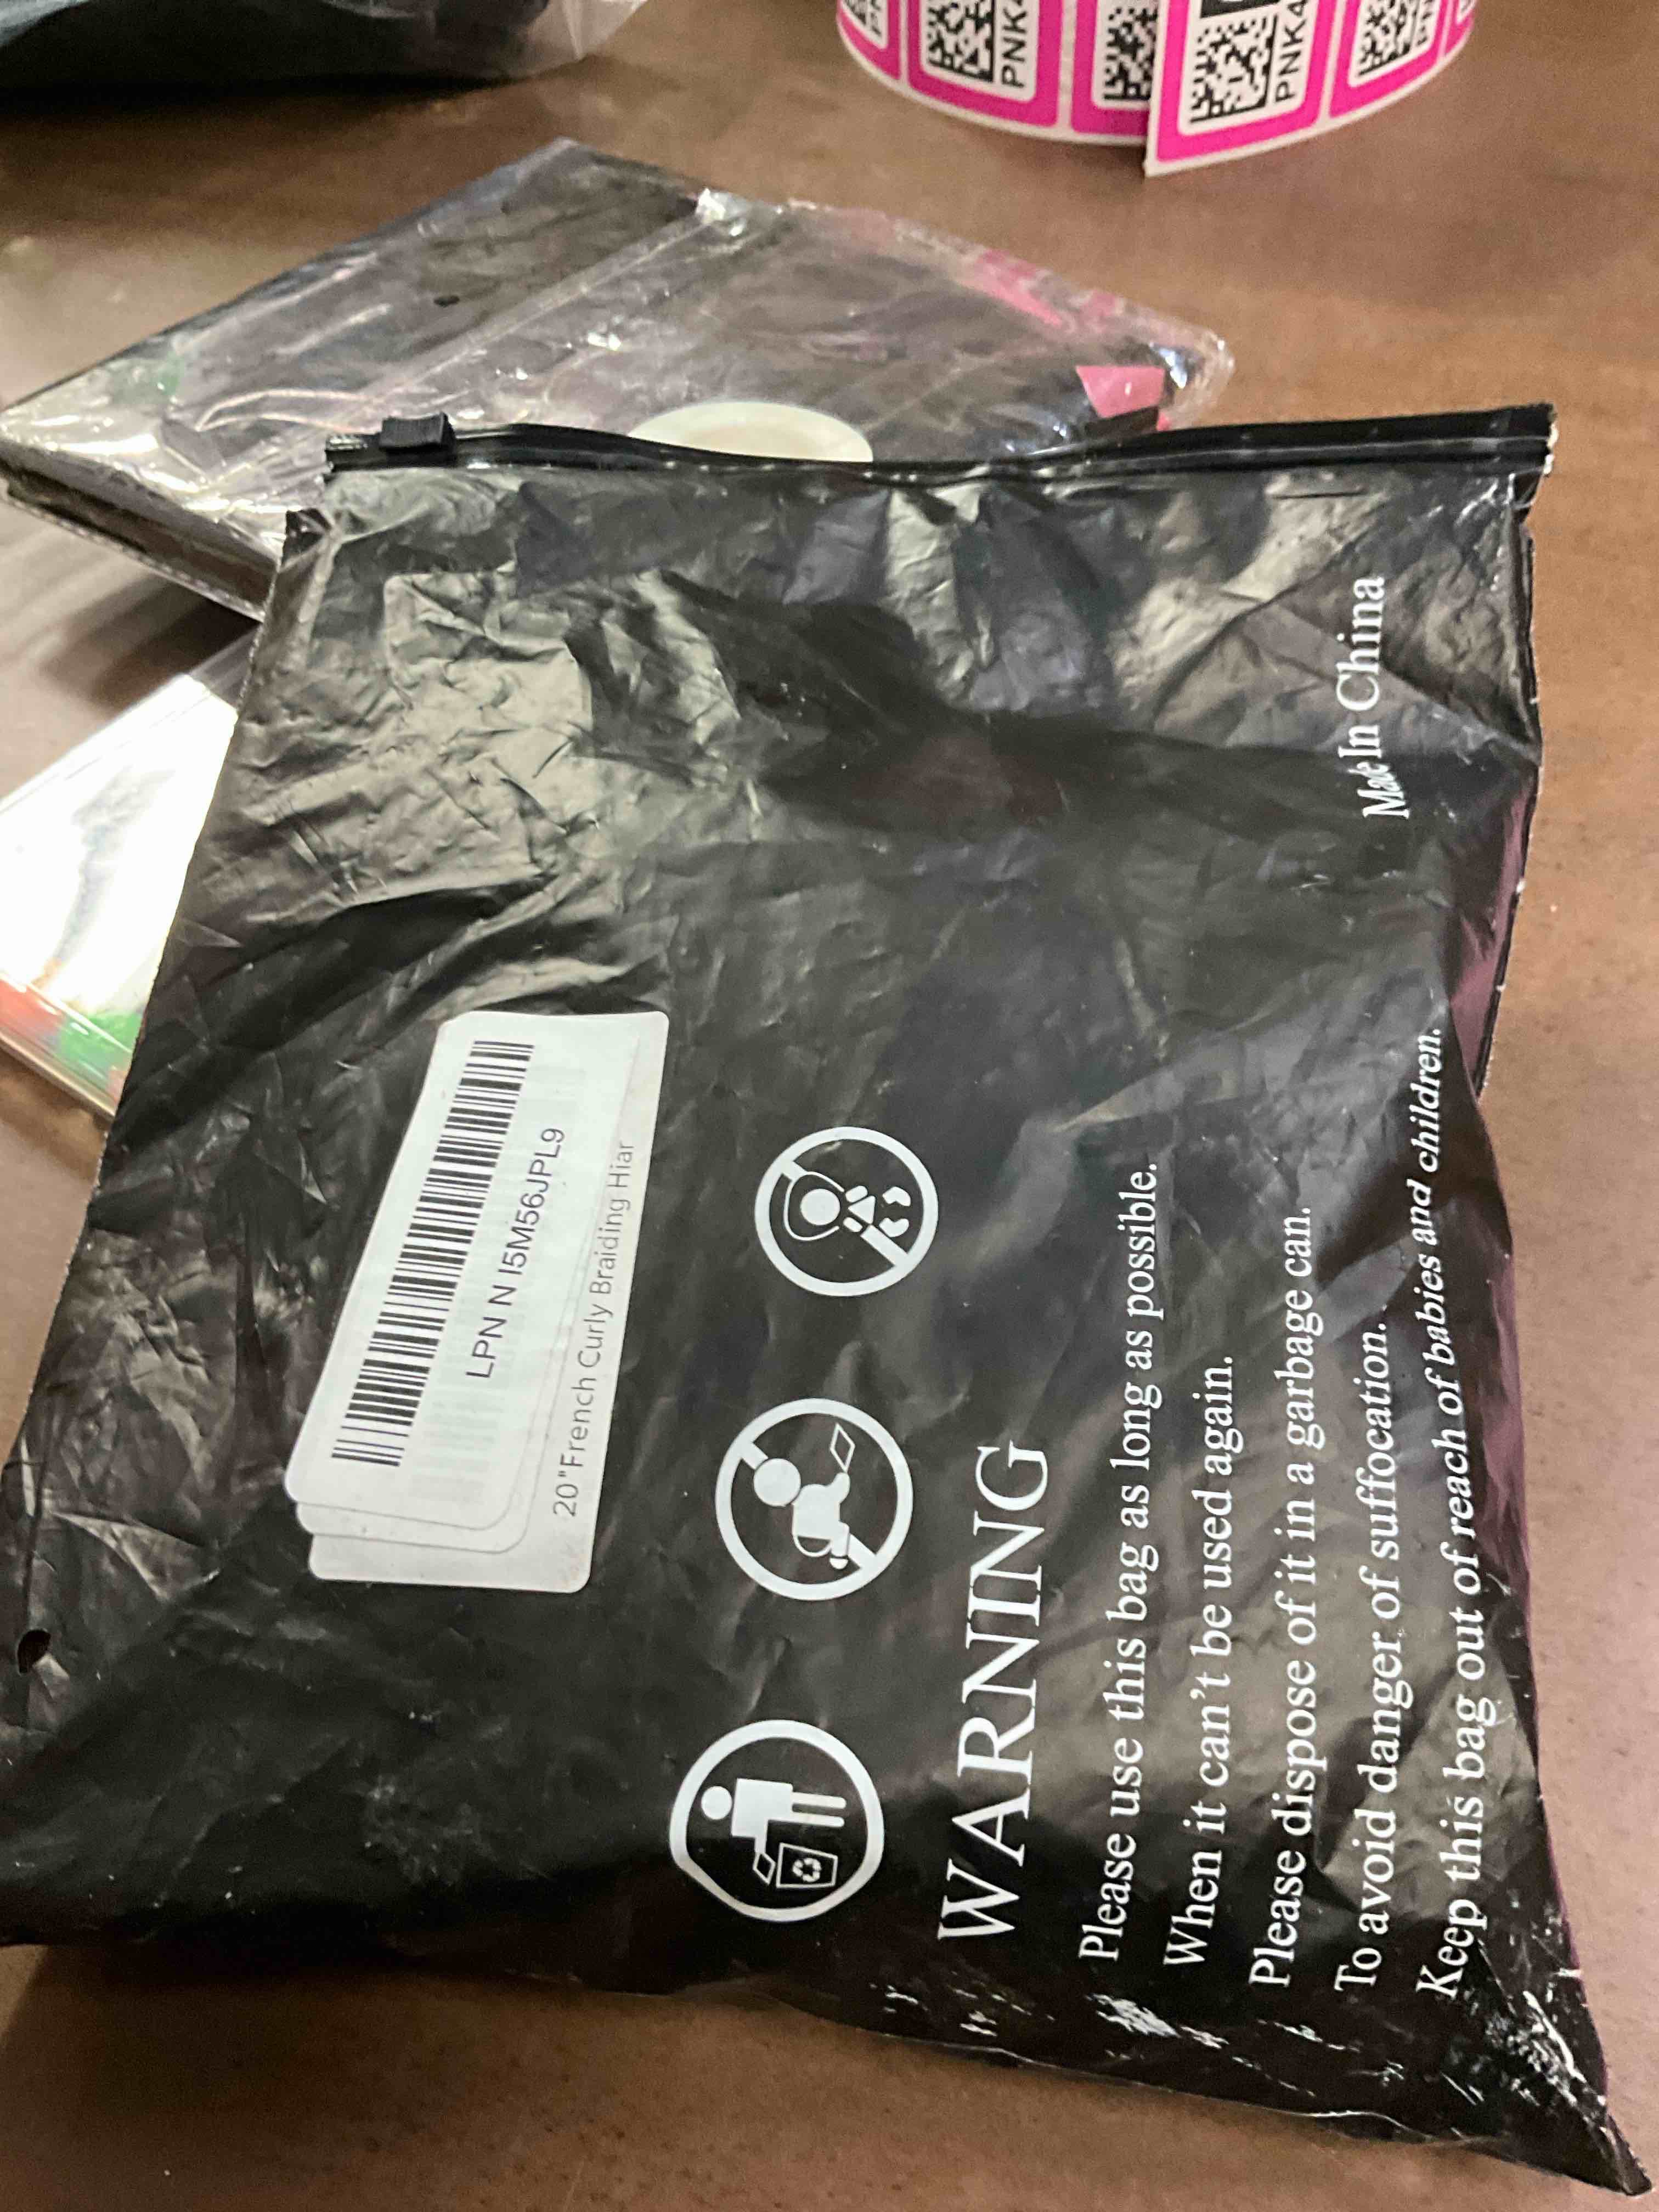 PNK4
PNK4
LPN N I5M56JPL9
20"French Curly Braiding Hiar
WARNING
Please use this bag as long as possible.
When it can't be used again.
Please dispose of it in a garbage can.
To avoid danger of suffocation.
Keep this bag out of reach of babies and children.
Made In China